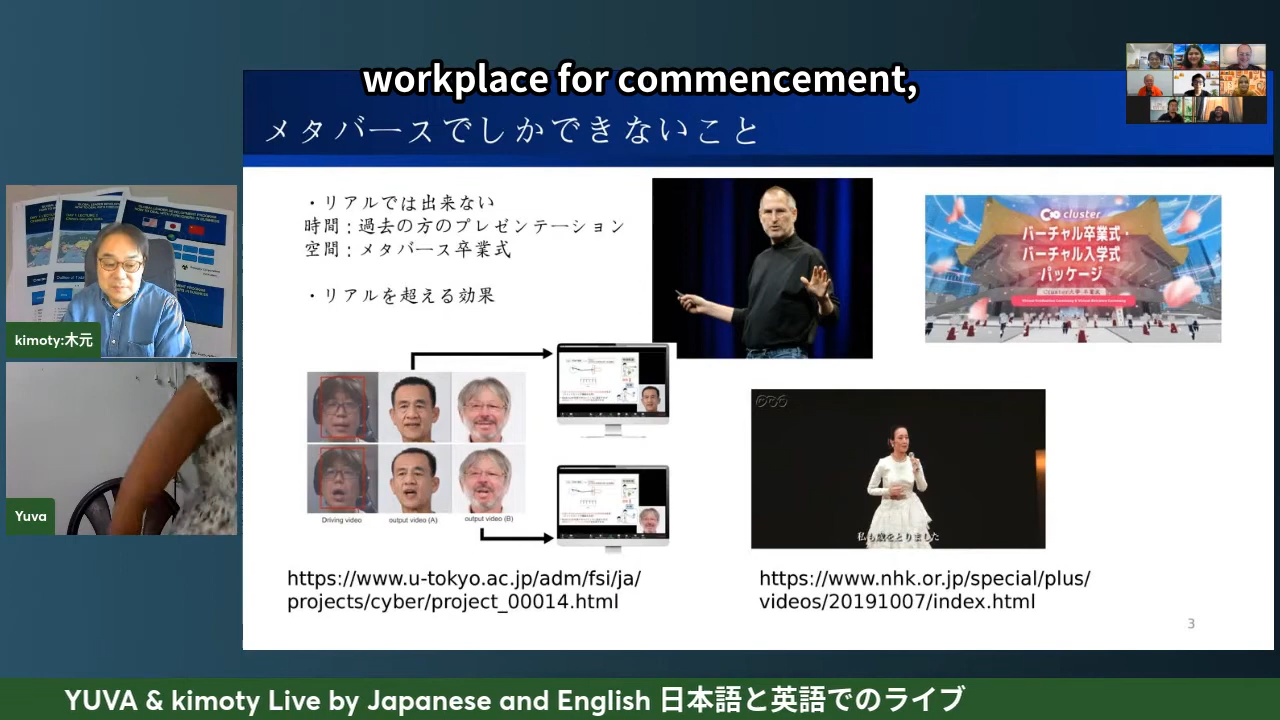 workplace for commencement,
メタバースでしかできないこと
・リアルでは出来ない
時間：過去の方のプレゼンテーション
空間：メタバース卒業式
・リアルを超える効果
cluster
バーチャル卒業式・
バーチャル入学式
パッケージ
Driving video
output video (A)
output video (B)
私も歳をとりました
https://www.u-tokyo.ac.jp/adm/fsi/ja/
projects/cyber/project_00014.html
https://www.nhk.or.jp/special/plus/
videos/20191007/index.html
3
kimoty:木元
Yuva
YUVA & kimoty Live by Japanese and English 日本語と英語でのライブ